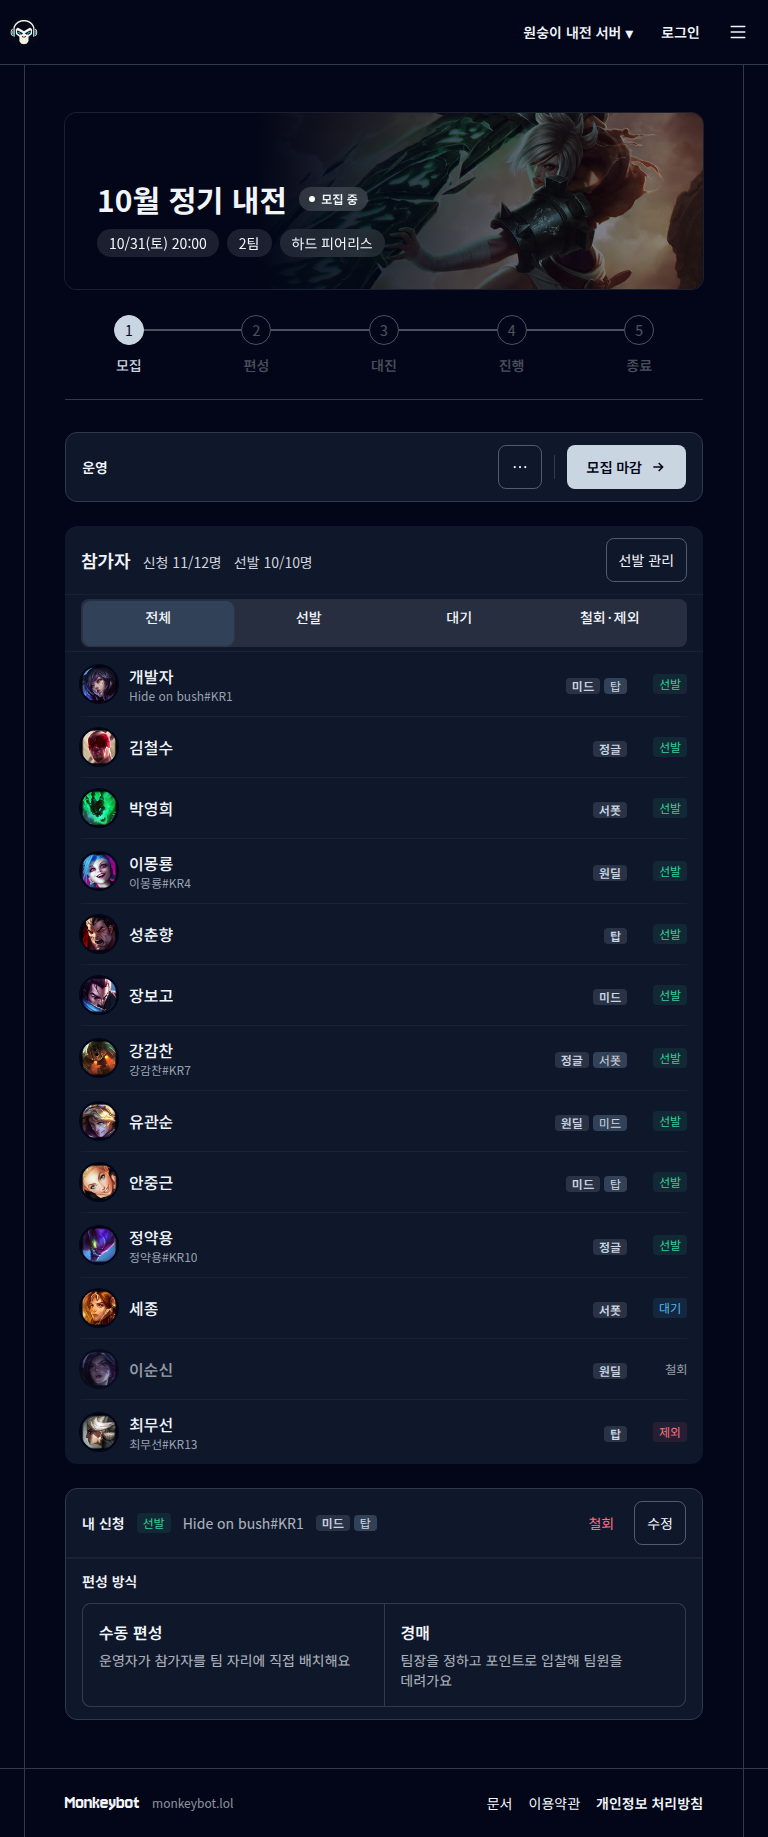 원숭이 내전 서버 ▾ 로그인
10월 정기 내전 모집 중
10/31(토) 20:00 2팀 하드 피어리스
1 2 3 4 5
모집 편성 대진 진행 종료
운영 ··· 모집 마감 →
참가자 신청 11/12명 선발 10/10명 선발 관리
전체 선발 대기 철회·제외
개발자 미드 탑 선발
Hide on bush#KR1
김철수 정글 선발
박영희 서폿 선발
이몽룡 원딜 선발
이몽룡#KR4
성춘향 탑 선발
장보고 미드 선발
강감찬 정글 서폿 선발
강감찬#KR7
유관순 원딜 미드 선발
안중근 미드 탑 선발
정약용 정글 선발
정약용#KR10
세종 서폿 대기
이순신 원딜 철회
최무선 탑 제외
최무선#KR13
내 신청 선발 Hide on bush#KR1 미드 탑 철회 수정
편성 방식
수동 편성
운영자가 참가자를 팀 자리에 직접 배치해요
경매
팀장을 정하고 포인트로 입찰해 팀원을
데려가요
Monkeybot monkeybot.lol 문서 이용약관 개인정보 처리방침